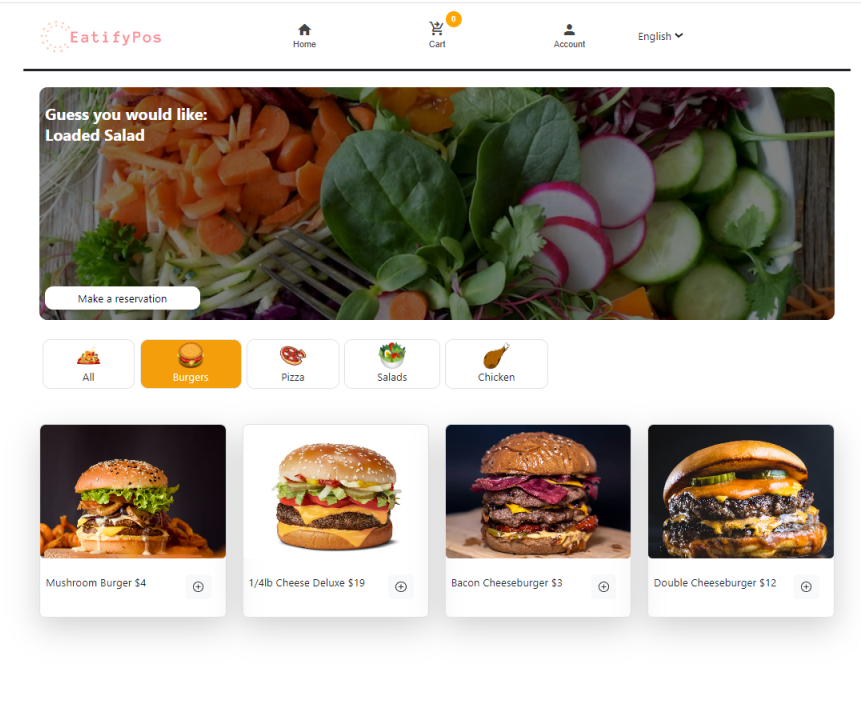 EatifyPos
Home
0
Cart
Account
English
Guess you would like:
Loaded Salad
Make a reservation
All
Burgers
Pizza
Salads
Chicken
Mushroom Burger $4
1/4lb Cheese Deluxe $19
Bacon Cheeseburger $3
Double Cheeseburger $12